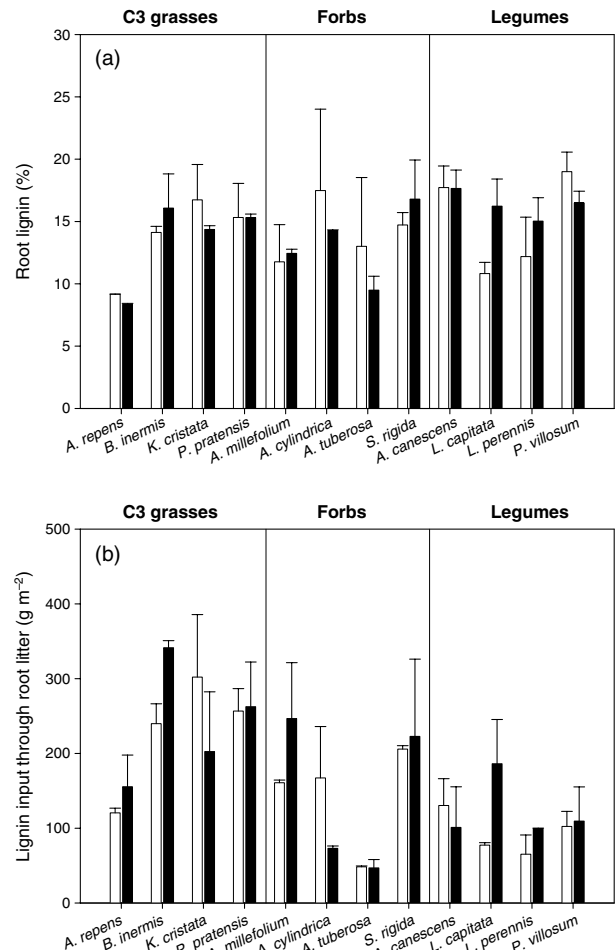 C3 grasses Forbs Legumes
(a)
Root lignin (%)
30
25
20
15
10
5
0
A. repens
B. inermis
K. cristata
P. pratensis
A. millefolium
A. cylindrica
A. tuberosa
S. rigida
A. canescens
L. capitata
L. perennis
P. villosum
C3 grasses Forbs Legumes
(b)
Lignin input through root litter (g m⁻²)
500
400
300
200
100
0
A. repens
B. inermis
K. cristata
P. pratensis
A. millefolium
A. cylindrica
A. tuberosa
S. rigida
A. canescens
L. capitata
L. perennis
P. villosum